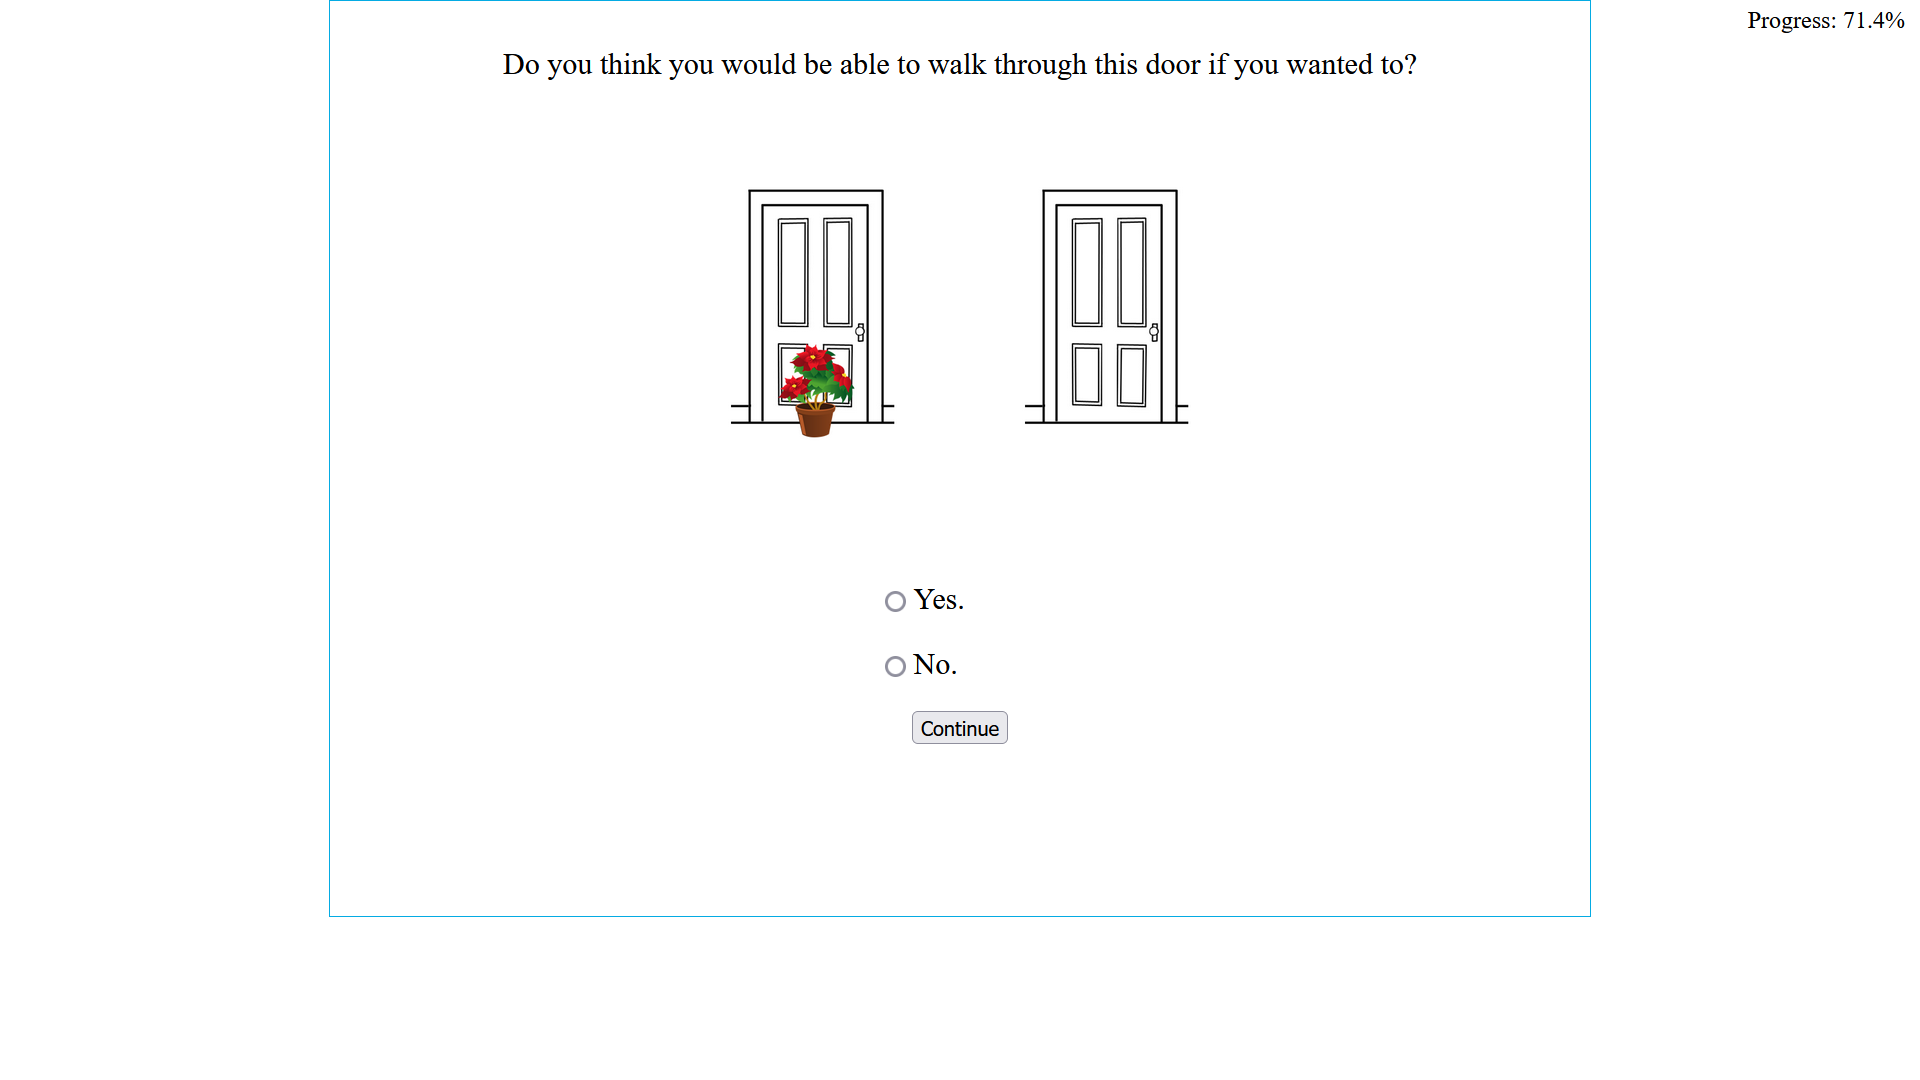 Progress: 71.4%
Do you think you would be able to walk through this door if you wanted to?
Yes.
No.
Continue